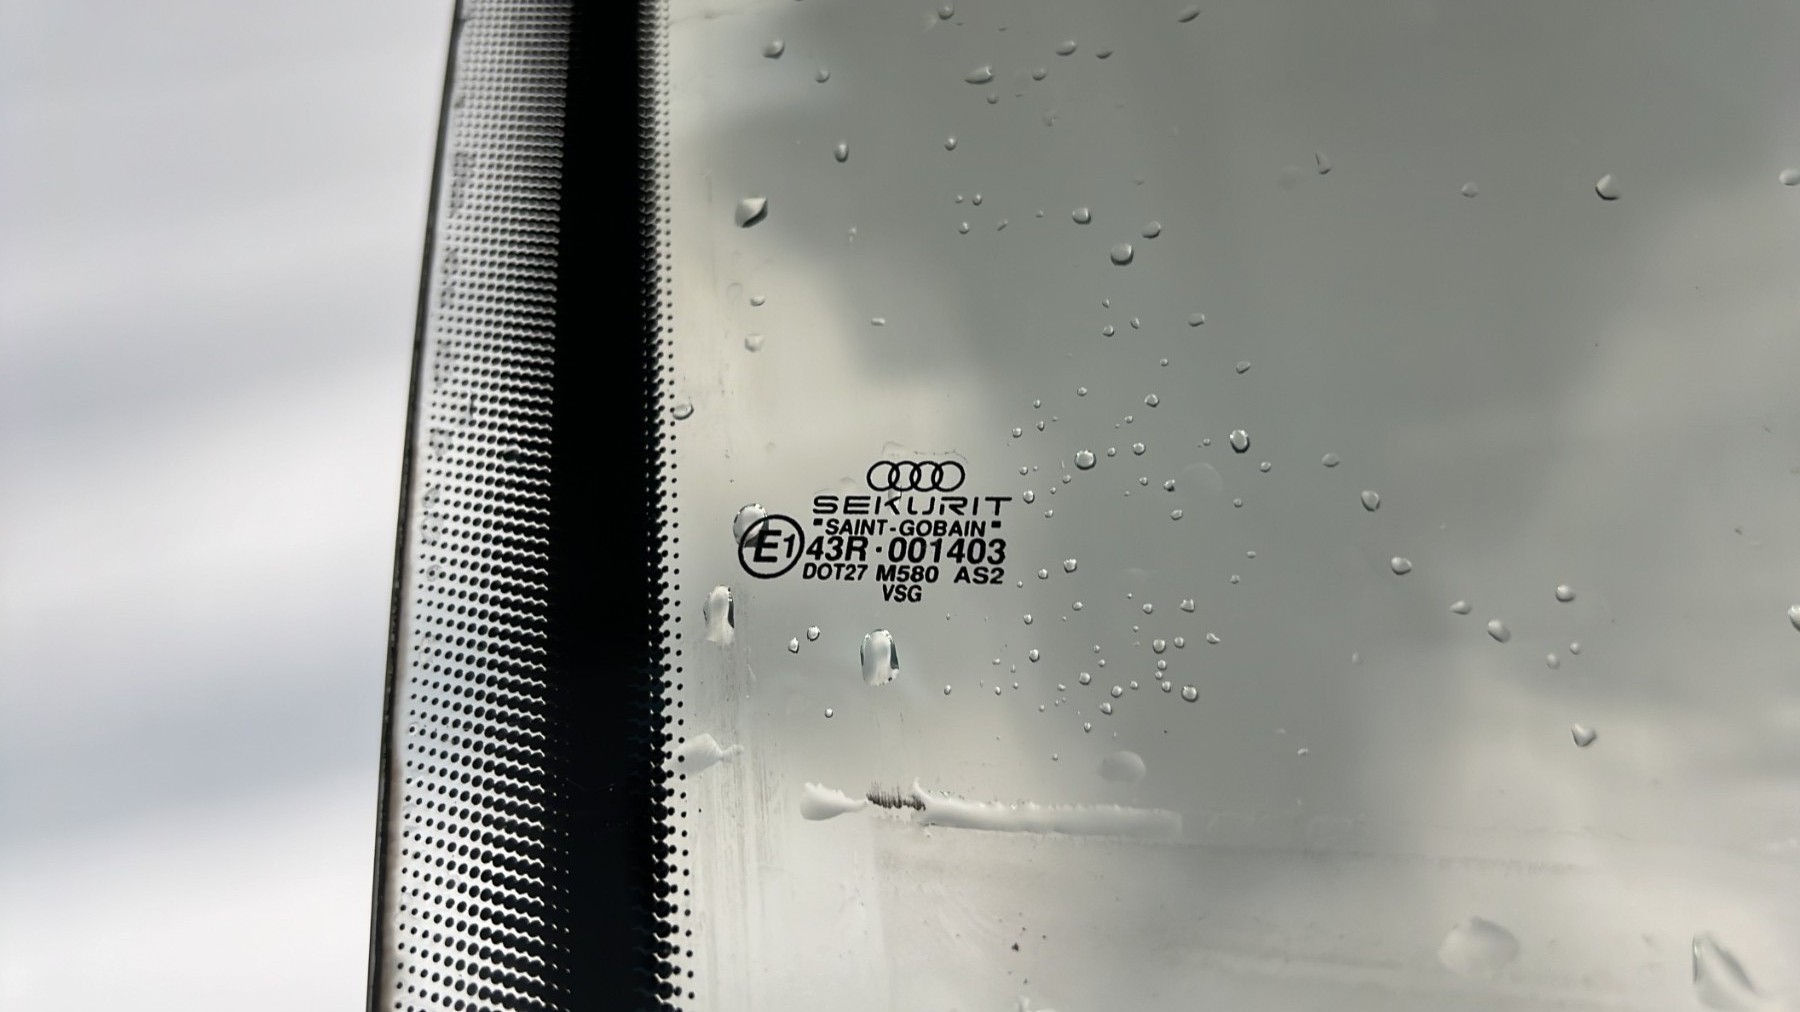 SEKURIT
"SAINT-GOBAIN"
E1 43R·001403
DOT27 M580 AS2
VSG